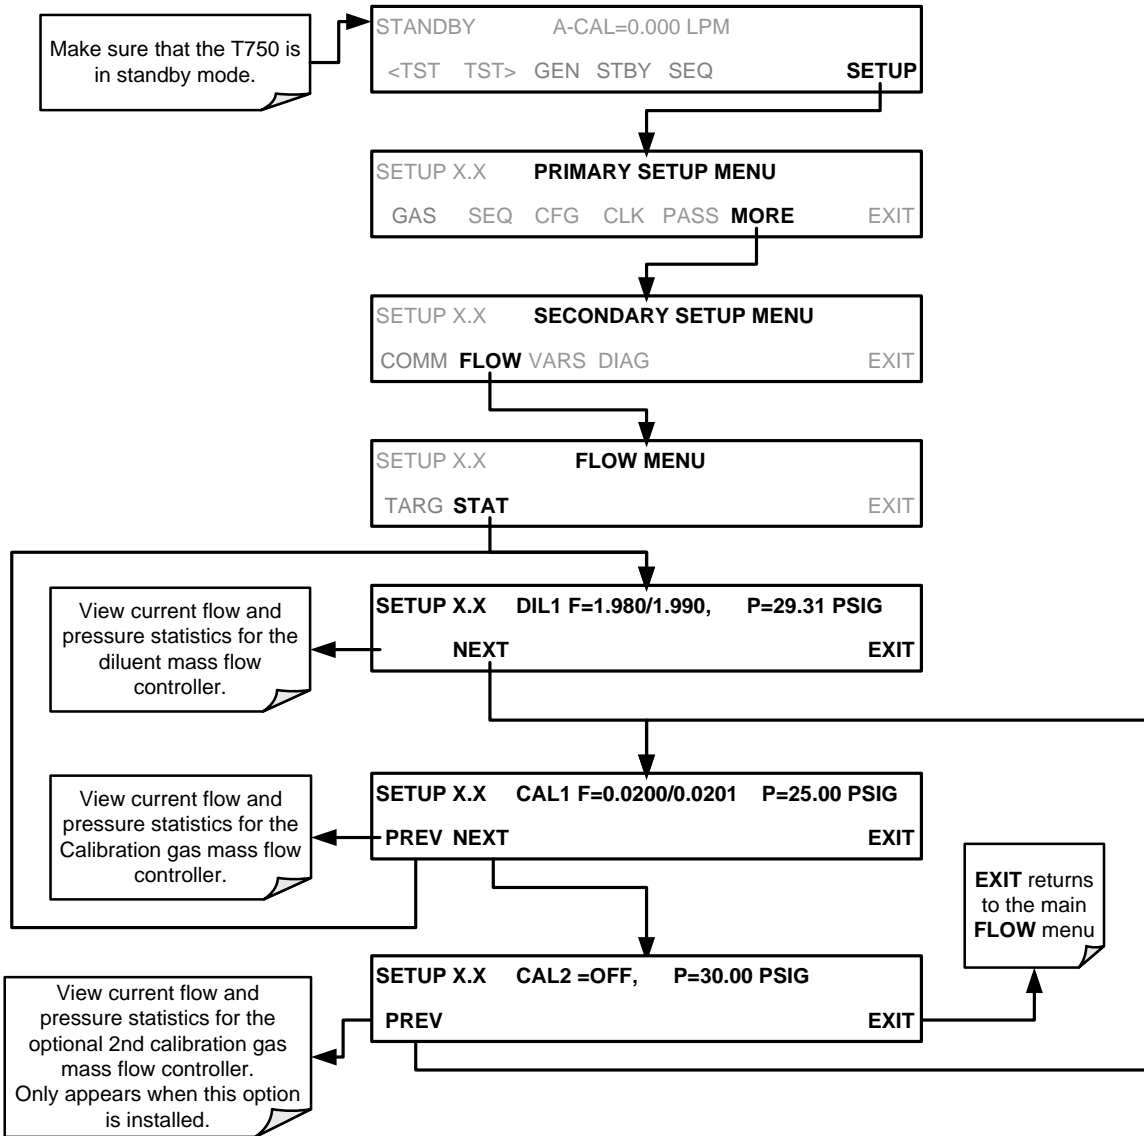 Make sure that the T750 is
in standby mode.
STANDBY A-CAL=0.000 LPM
<TST TST> GEN STBY SEQ SETUP
SETUP X.X PRIMARY SETUP MENU
GAS SEQ CFG CLK PASS MORE EXIT
SETUP X.X SECONDARY SETUP MENU
COMM FLOW VARS DIAG EXIT
SETUP X.X FLOW MENU
TARG STAT EXIT
View current flow and
pressure statistics for the
diluent mass flow
controller.
SETUP X.X DIL1 F=1.980/1.990, P=29.31 PSIG
NEXT EXIT
View current flow and
pressure statistics for the
Calibration gas mass flow
controller.
SETUP X.X CAL1 F=0.0200/0.0201 P=25.00 PSIG
PREV NEXT EXIT
EXIT returns
to the main
FLOW menu
View current flow and
pressure statistics for the
optional 2nd calibration gas
mass flow controller.
Only appears when this option
is installed.
SETUP X.X CAL2 =OFF, P=30.00 PSIG
PREV EXIT